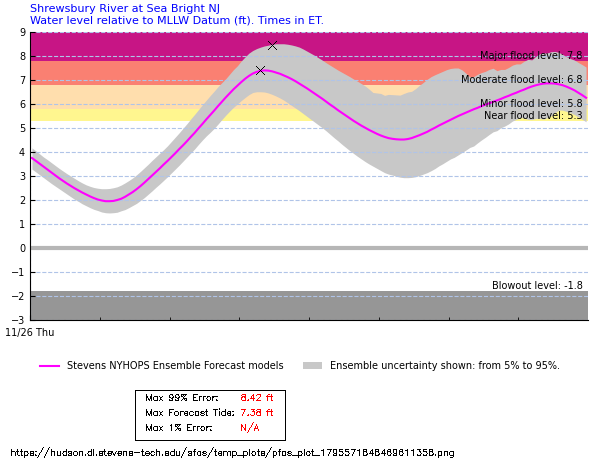 Shrewsbury River at Sea Bright NJ
Water level relative to MLLW Datum (ft). Times in ET.
9
8
7
6
5
4
3
2
1
0
−1
−2
−3
Major flood level: 7.8
Moderate flood level: 6.8
Minor flood level: 5.8
Near flood level: 5.3
Blowout level: -1.8
11/26 Thu
Stevens NYHOPS Ensemble Forecast models
Ensemble uncertainty shown: from 5% to 95%.
Max 99% Error: 8.42 ft
Max Forecast Tide: 7.38 ft
Max 1% Error: N/A
https://hudson.dl.stevens-tech.edu/sfas/temp_plots/pfas_plot_1795571848469611358.png